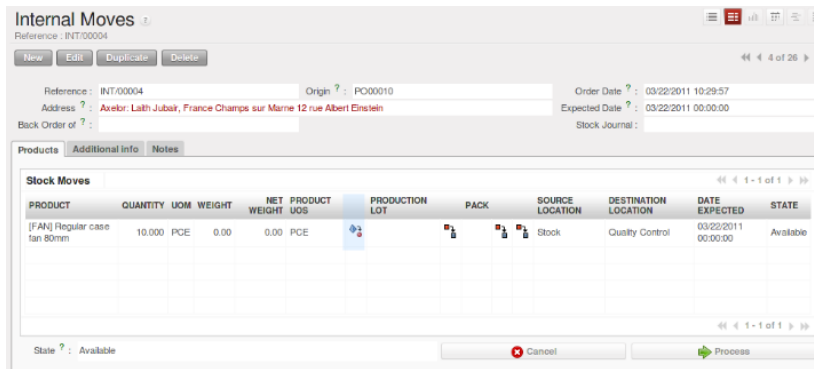 Internal Moves ?
Reference : INT/00004
New Edit Duplicate Delete 4 of 26
Reference : INT/00004 Origin ? : PO00010 Order Date ? : 03/22/2011 10:29:57
Address ? : Axelor: Laith Jubair, France Champs sur Marne 12 rue Albert Einstein Expected Date ? : 03/22/2011 00:00:00
Back Order of ? : Stock Journal :
Products Additional info Notes
Stock Moves 1 - 1 of 1
PRODUCT QUANTITY UOM WEIGHT NET WEIGHT PRODUCT UOS PRODUCTION LOT PACK SOURCE LOCATION DESTINATION LOCATION DATE EXPECTED STATE
[FAN] Regular case fan 80mm 10.000 PCE 0.00 0.00 PCE Stock Quality Control 03/22/2011 00:00:00 Available
1 - 1 of 1
State ? : Available Cancel Process